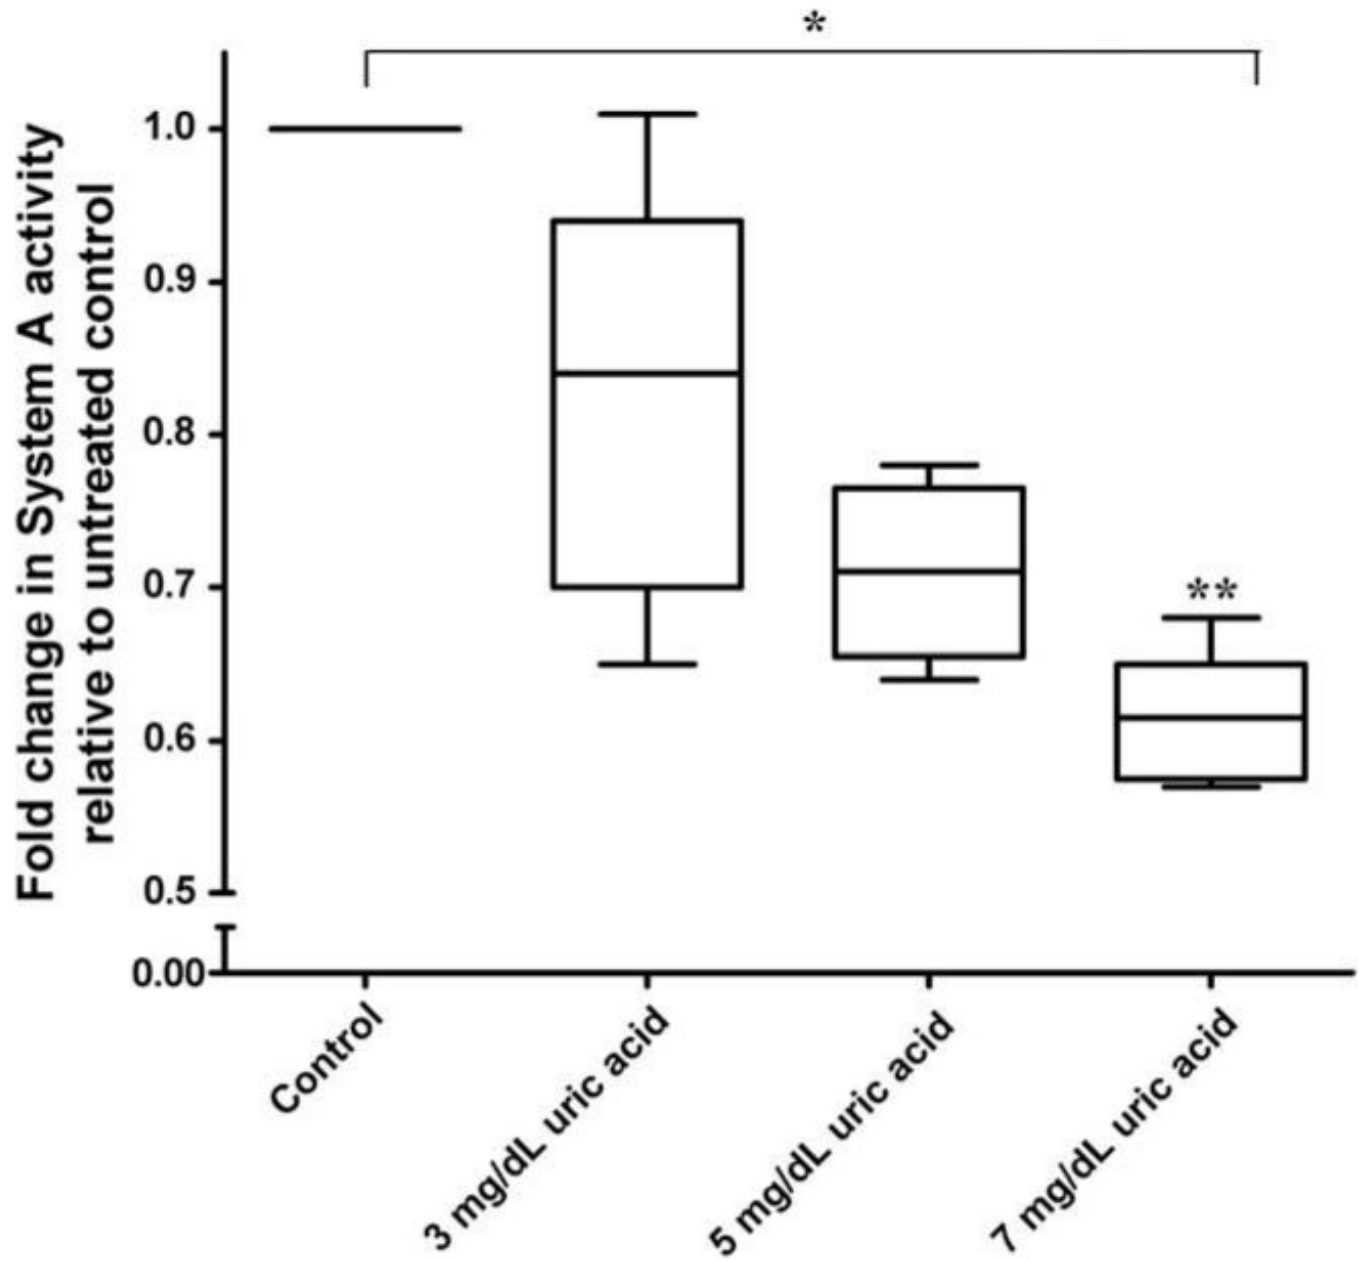 *
Fold change in System A activity
relative to untreated control
1.0
0.9
0.8
0.7
0.6
0.5
0.00
**
Control
3 mg/dL uric acid
5 mg/dL uric acid
7 mg/dL uric acid